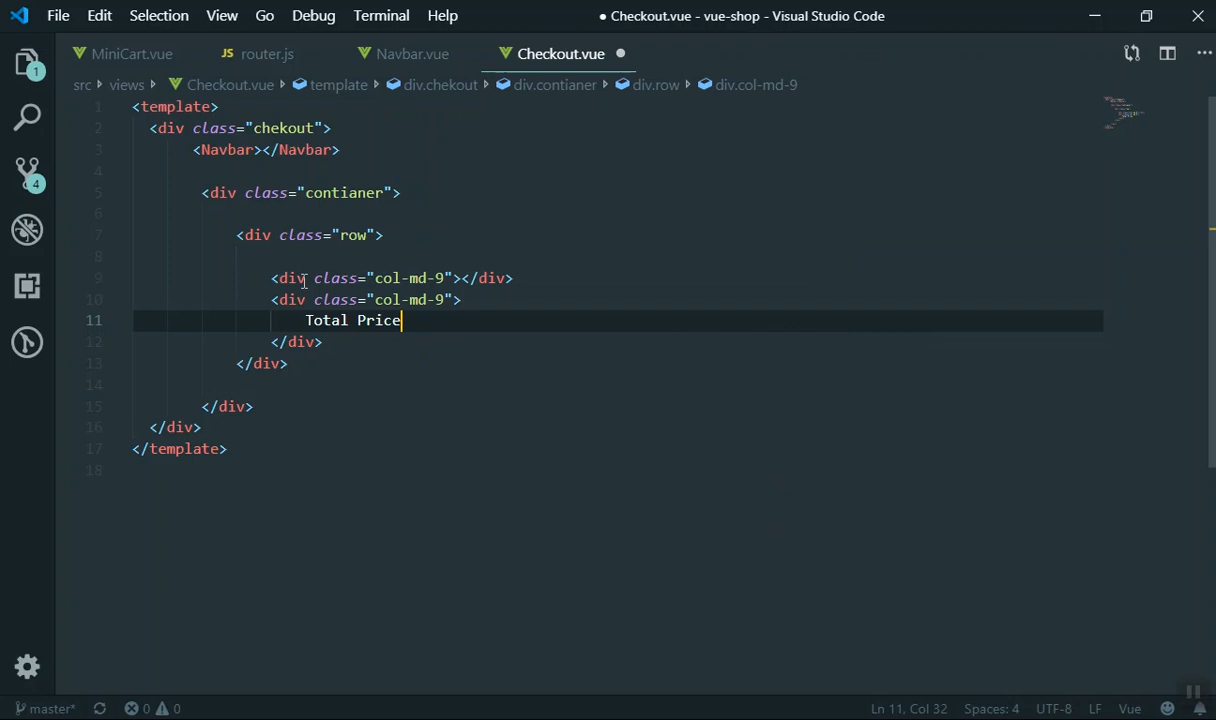 File Edit Selection View Go Debug Terminal Help ● Checkout.vue - vue-shop - Visual Studio Code
MiniCart.vue JS router.js Navbar.vue Checkout.vue
src views Checkout.vue template div.chekout div.contianer div.row div.col-md-9
1 <template>
2 <div class="chekout">
3 <Navbar></Navbar>
4
5 <div class="contianer">
6
7 <div class="row">
8
9 <div class="col-md-9"></div>
10 <div class="col-md-9">
11 Total Price
12 </div>
13 </div>
14
15 </div>
16 </div>
17 </template>
18
1
4
master* 0 0 Ln 11, Col 32 Spaces: 4 UTF-8 LF Vue